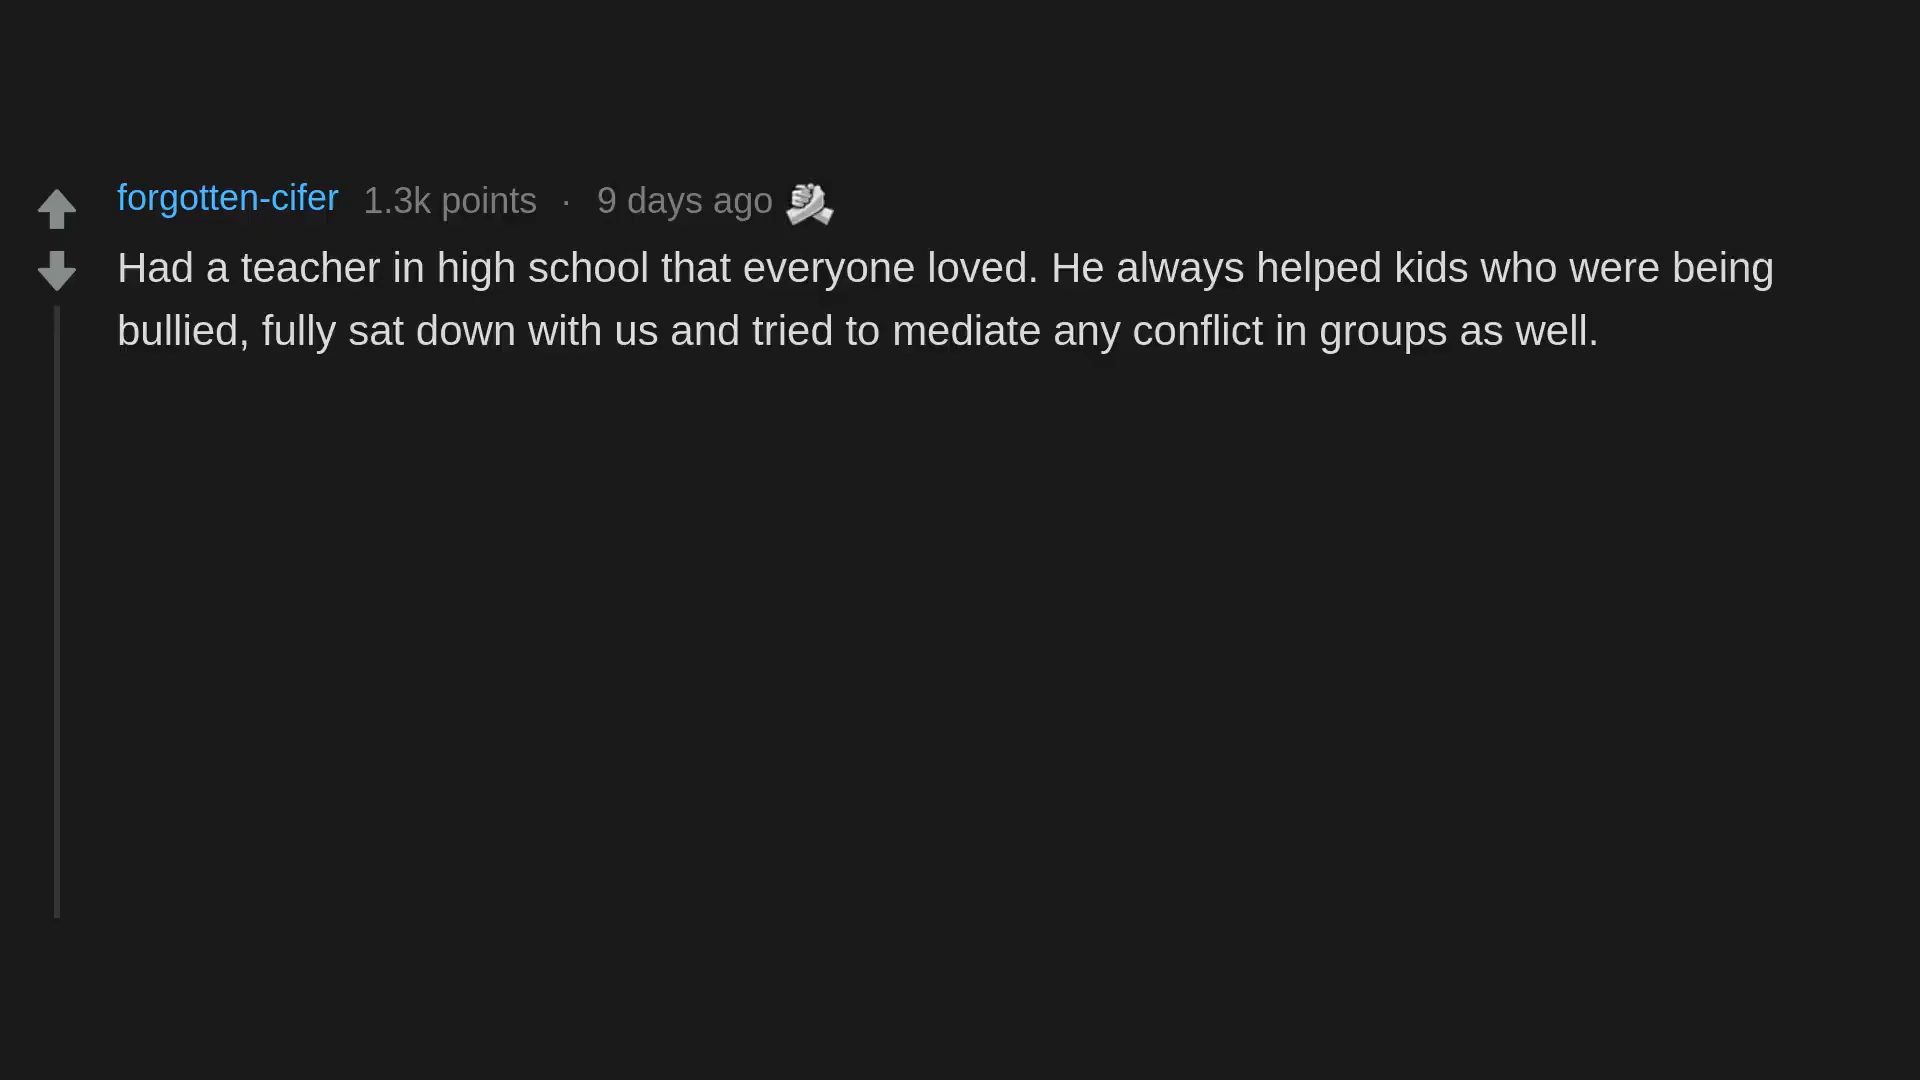 forgotten-cifer 1.3k points · 9 days ago
Had a teacher in high school that everyone loved. He always helped kids who were being
bullied, fully sat down with us and tried to mediate any conflict in groups as well.